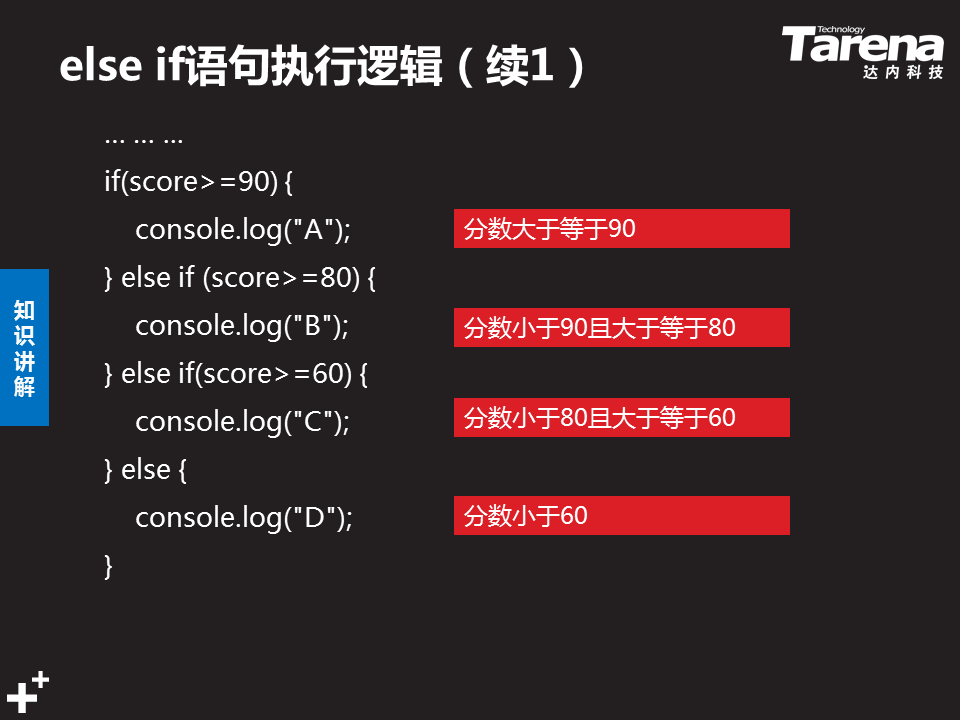 else if语句执行逻辑（续1）
Technology
Tarena
达内科技
... ... ...
if(score>=90) {
console.log("A");
分数大于等于90
} else if (score>=80) {
console.log("B");
分数小于90且大于等于80
} else if(score>=60) {
console.log("C");
分数小于80且大于等于60
} else {
console.log("D");
分数小于60
}
知识讲解